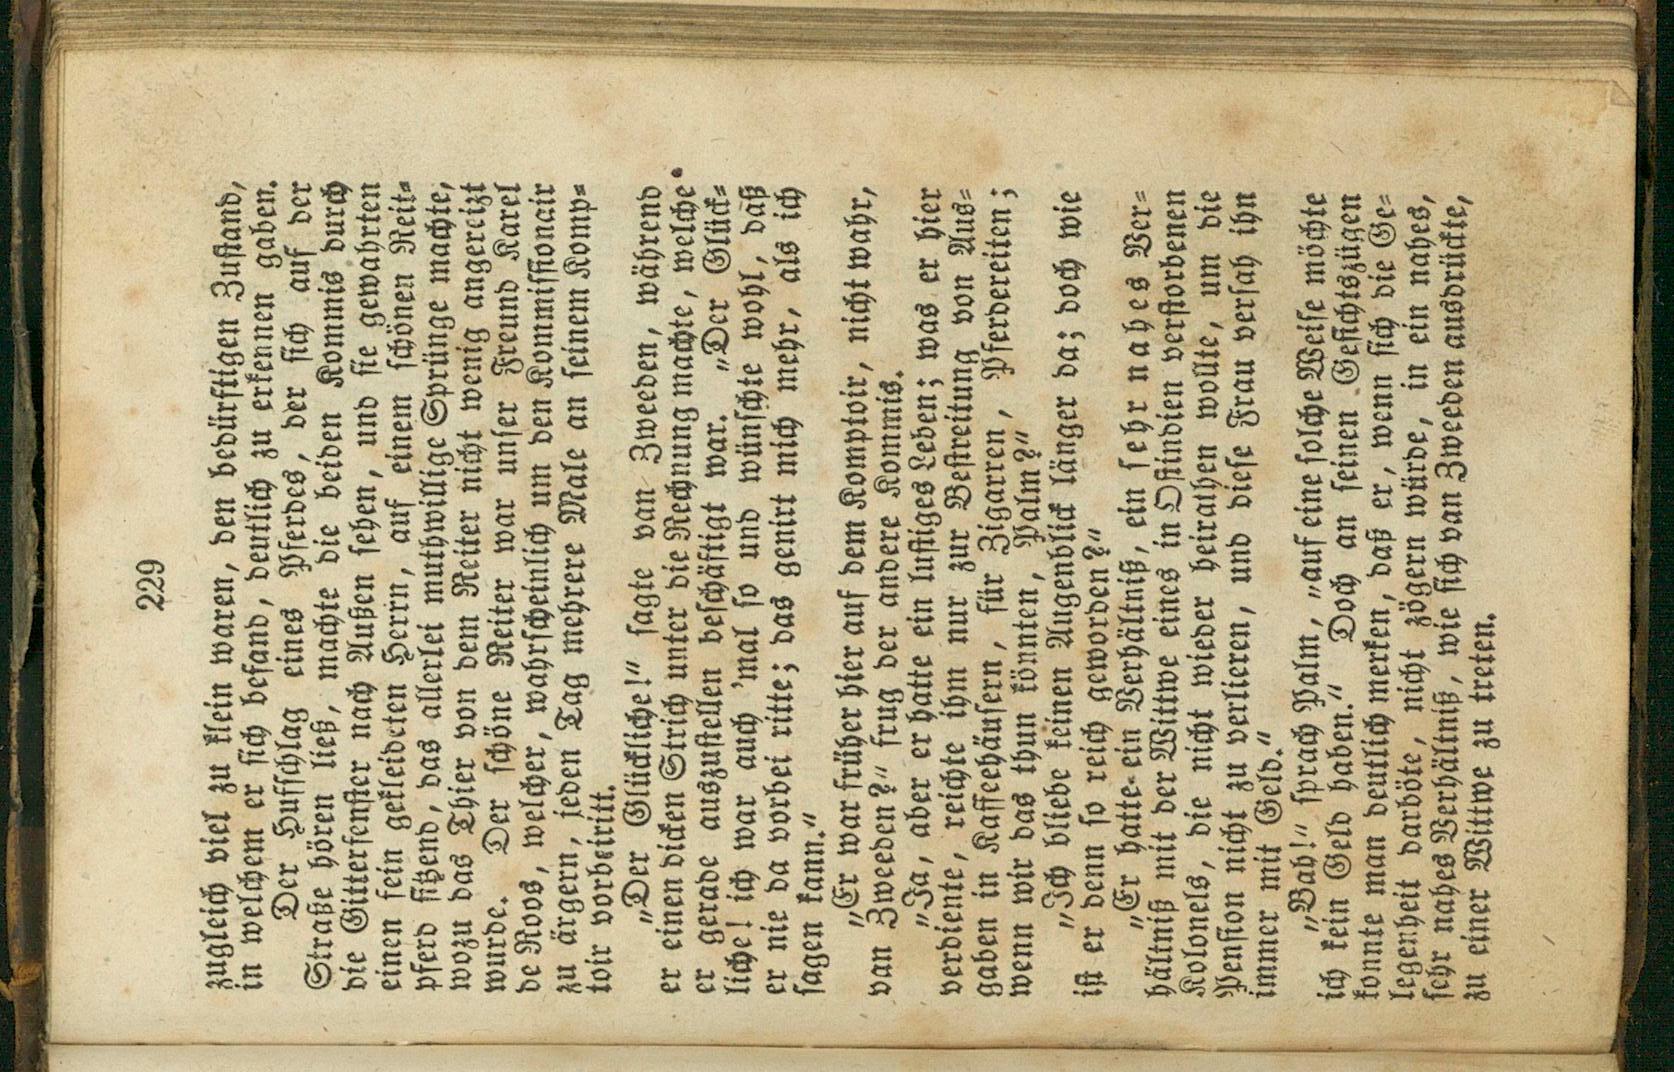 229
zugleich viel zu klein waren, den bedürftigen Zustand,
in welchem er sich befand, deutlich zu erkennen gaben.
Der Hufschlag eines Pferdes, der sich auf der
Straße hören ließ, machte die beiden Kommis durch
die Gitterfenster nach Außen sehen, und sie gewahrten
einen fein gekleideten Herrn, auf einem schönen Reit=
pferd sitzend, das allerlei muthwillige Sprünge machte,
wozu das Thier von dem Reiter nicht wenig angereizt
wurde. Der schöne Reiter war unser Freund Karel
de Roos, welcher, wahrscheinlich um den Kommissionair
zu ärgern, jeden Tag mehrere Male an seinem Komp=
toir vorbeiritt.
„Der Glückliche!“ sagte van Zweeden, während
er einen dicken Strich unter die Rechnung machte, welche
er gerade auszustellen beschäftigt war. „Der Glück=
liche! ich war auch 'mal so und wünschte wohl, daß
er nie da vorbei ritte; das genirt mich mehr, als ich
sagen kann.“
„Er war früher hier auf dem Komptoir, nicht wahr,
van Zweeden?“ frug der andere Kommis.
„Ja, aber er hatte ein lustiges Leben; was er hier
verdiente, reichte ihm nur zur Bestreitung von Aus=
gaben in Kaffeehäusern, für Zigarren, Pferdereiten;
wenn wir das thun könnten, Palm?“
„Ich bliebe keinen Augenblick länger da; doch wie
ist er denn so reich geworden?“
„Er hatte ein Verhältniß, ein sehr nahes Ver=
hältniß mit der Wittwe eines in Ostindien verstorbenen
Kolonels, die nicht wieder heirathen wollte, um die
Pension nicht zu verlieren, und diese Frau versah ihn
immer mit Geld.“
„Bah!“ sprach Palm, „auf eine solche Weise möchte
ich kein Geld haben.“ Doch an seinen Gesichtszügen
konnte man deutlich merken, daß er, wenn sich die Ge=
legenheit darböte, nicht zögern würde, in ein nahes,
sehr nahes Verhältniß, wie sich van Zweeden ausdrückte,
zu einer Wittwe zu treten.